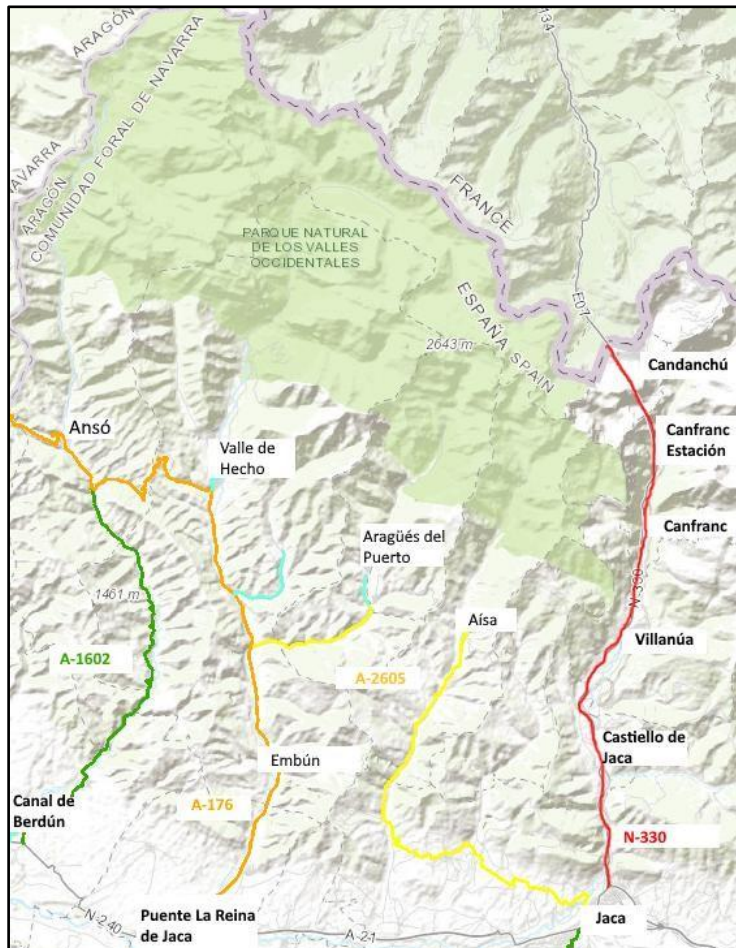 ARAGÓN
COMUNIDAD FORAL DE NAVARRA
NAVARRA
ARAGÓN
134
FRANCE
PARQUE NATURAL
DE LOS VALLES
OCCIDENTALES
ESPAÑA SPAIN
E07
2643 m
Candanchú
Ansó
Valle de
Hecho
Canfranc
Estación
Canfranc
Aragüés del
Puerto
N-330
1461 m
Aísa
Villanúa
A-1602
A-2605
Castiello de
Jaca
Embún
Canal de
Berdún
A-176
N-330
Puente La Reina
de Jaca
N-240
A-21
Jaca